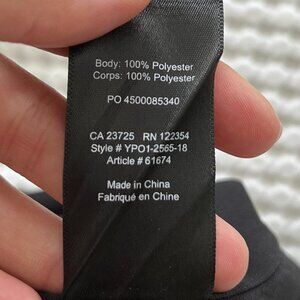 Body: 100% Polyester
Corps: 100% Polyester
PO 4500085340
CA 23725 RN 122354
Style # YPO1-2565-18
Article # 61674
Made in China
Fabriqué en Chine